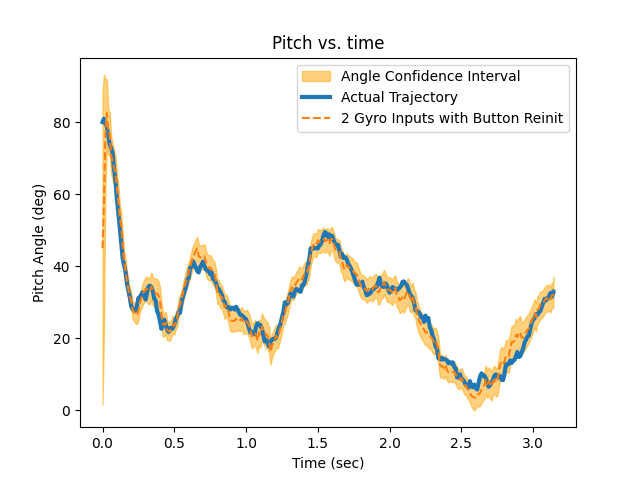 Pitch vs. time
Angle Confidence Interval
Actual Trajectory
2 Gyro Inputs with Button Reinit
Pitch Angle (deg)
80
60
40
20
0
0.0 0.5 1.0 1.5 2.0 2.5 3.0
Time (sec)